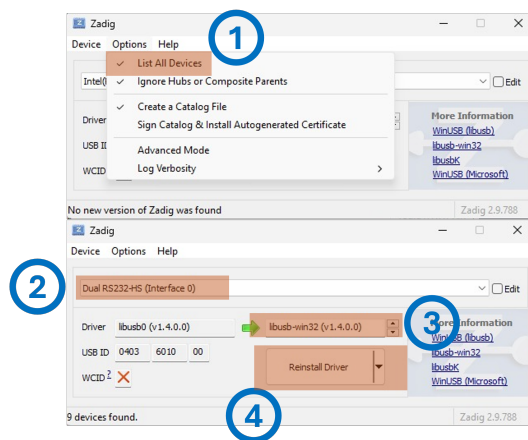 Zadig
1
Device Options Help
List All Devices
Intel( Edit
Ignore Hubs or Composite Parents
Create a Catalog File
Driver More Information
Sign Catalog & Install Autogenerated Certificate
WinUSB (libusb)
USB ID libusb-win32
Advanced Mode
libusbK
WCID Log Verbosity WinUSB (Microsoft)
No new version of Zadig was found Zadig 2.9.788
Zadig
Device Options Help
2 Dual RS232-HS (Interface 0) Edit
3
Driver libusb0 (v1.4.0.0) libusb-win32 (v1.4.0.0) More Information
WinUSB (libusb)
USB ID 0403 6010 00 libusb-win32
Reinstall Driver libusbK
WCID ? WinUSB (Microsoft)
4
9 devices found. Zadig 2.9.788